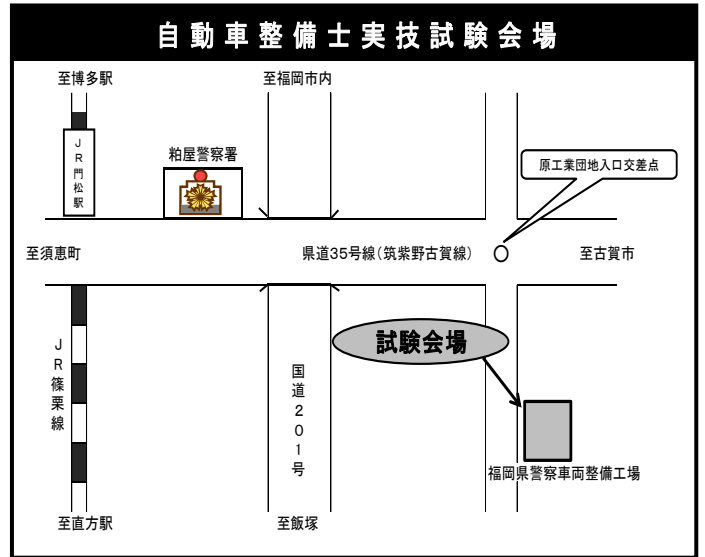 自動車整備士実技試験会場
至博多駅
至福岡市内
JR門松駅
粕屋警察署
原工業団地入口交差点
至須恵町
県道35号線(筑紫野古賀線)
至古賀市
JR篠栗線
国道201号
試験会場
福岡県警察車両整備工場
至直方駅
至飯塚